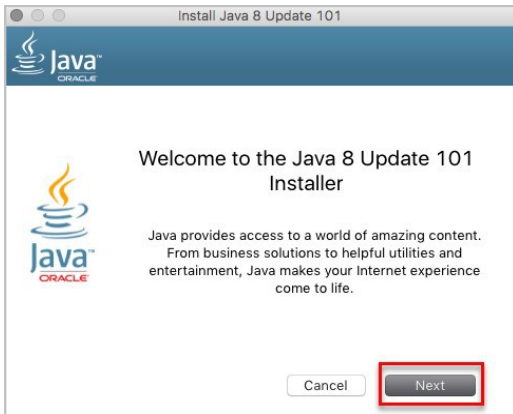 Install Java 8 Update 101
Java™
ORACLE
Welcome to the Java 8 Update 101
Installer
Java provides access to a world of amazing content.
From business solutions to helpful utilities and
entertainment, Java makes your Internet experience
come to life.
Java™
ORACLE
Cancel
Next